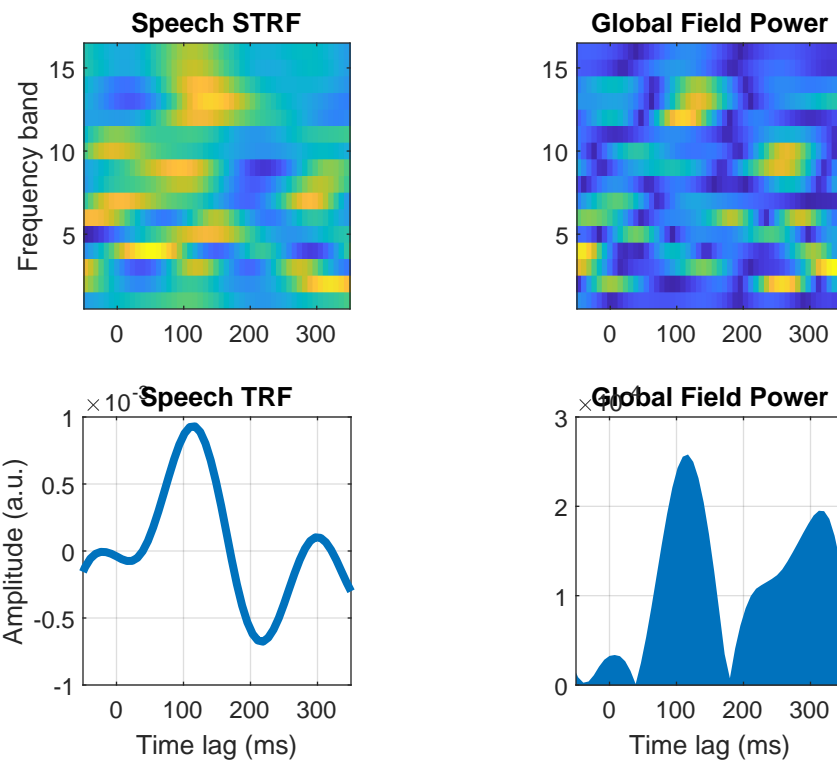 Speech STRF
Frequency band
15
10
5
0 100 200 300
Global Field Power
15
10
5
0 100 200 300
Speech TRF
×10^-3
Amplitude (a.u.)
1
0.5
0
-0.5
-1
0 100 200 300
Time lag (ms)
Global Field Power
×10^-4
3
2
1
0
0 100 200 300
Time lag (ms)